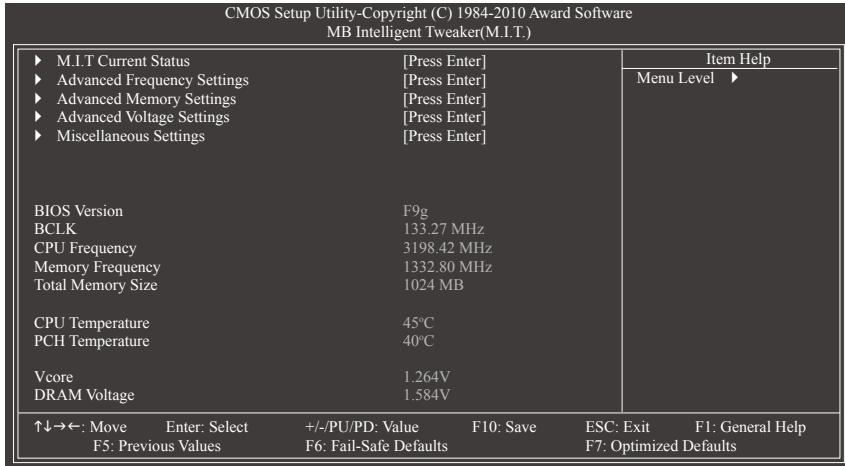 CMOS Setup Utility-Copyright (C) 1984-2010 Award Software
MB Intelligent Tweaker(M.I.T.)
M.I.T Current Status [Press Enter]
Advanced Frequency Settings [Press Enter]
Advanced Memory Settings [Press Enter]
Advanced Voltage Settings [Press Enter]
Miscellaneous Settings [Press Enter]
Item Help
Menu Level
BIOS Version F9g
BCLK 133.27 MHz
CPU Frequency 3198.42 MHz
Memory Frequency 1332.80 MHz
Total Memory Size 1024 MB
CPU Temperature 45°C
PCH Temperature 40°C
Vcore 1.264V
DRAM Voltage 1.584V
↑↓→←: Move Enter: Select +/-/PU/PD: Value F10: Save ESC: Exit F1: General Help
F5: Previous Values F6: Fail-Safe Defaults F7: Optimized Defaults